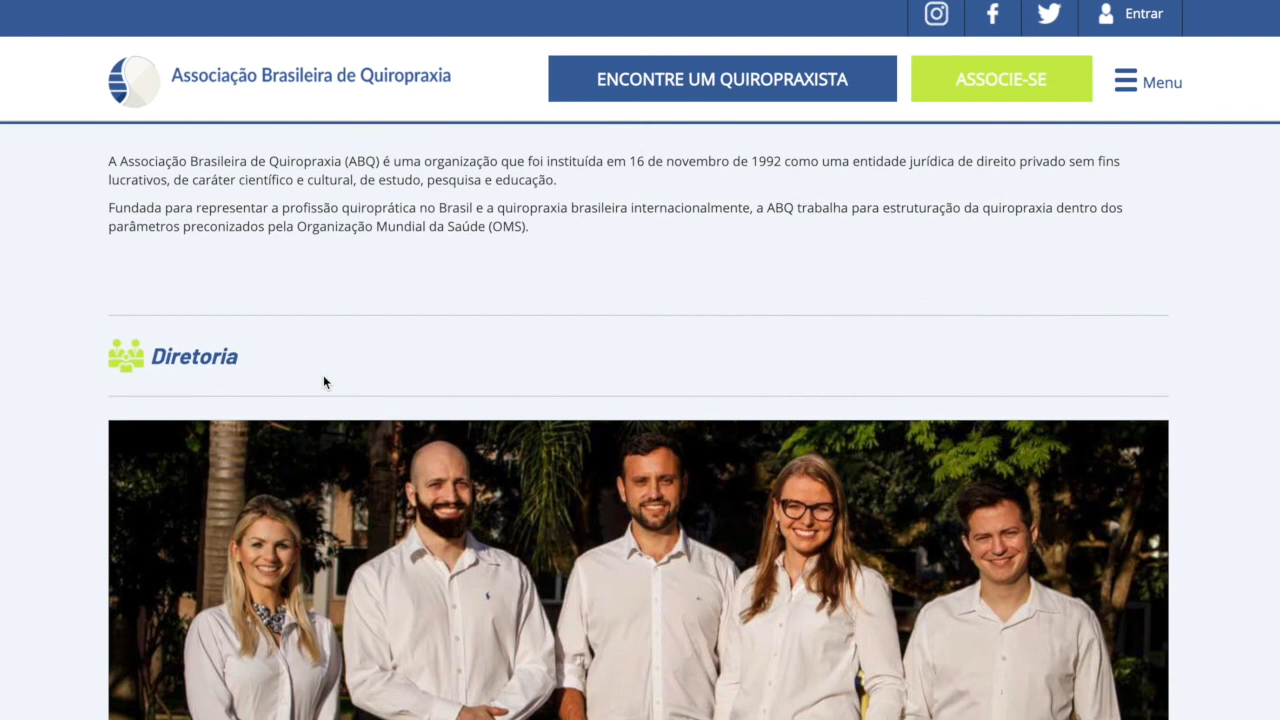 Entrar
Associação Brasileira de Quiropraxia
ENCONTRE UM QUIROPRAXISTA
ASSOCIE-SE
Menu
A Associação Brasileira de Quiropraxia (ABQ) é uma organização que foi instituída em 16 de novembro de 1992 como uma entidade jurídica de direito privado sem fins
lucrativos, de caráter científico e cultural, de estudo, pesquisa e educação.
Fundada para representar a profissão quiroprática no Brasil e a quiropraxia brasileira internacionalmente, a ABQ trabalha para estruturação da quiropraxia dentro dos
parâmetros preconizados pela Organização Mundial da Saúde (OMS).
Diretoria